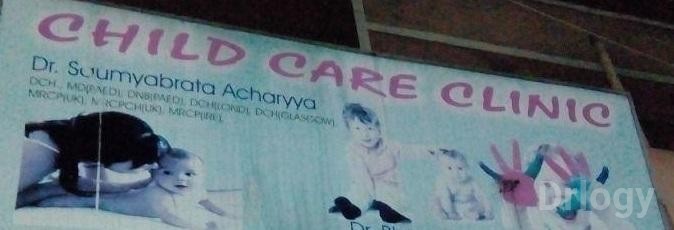 CHILD CARE CLINIC
Dr. Soumyabrata Acharyya
DCH., MD(PAED), DNB(PAED), DCH(LOND), DCH(GLASGOW)
MRCP(UK), MRCPCH(UK), MRCP(IRE),
Dr.
Drlogy